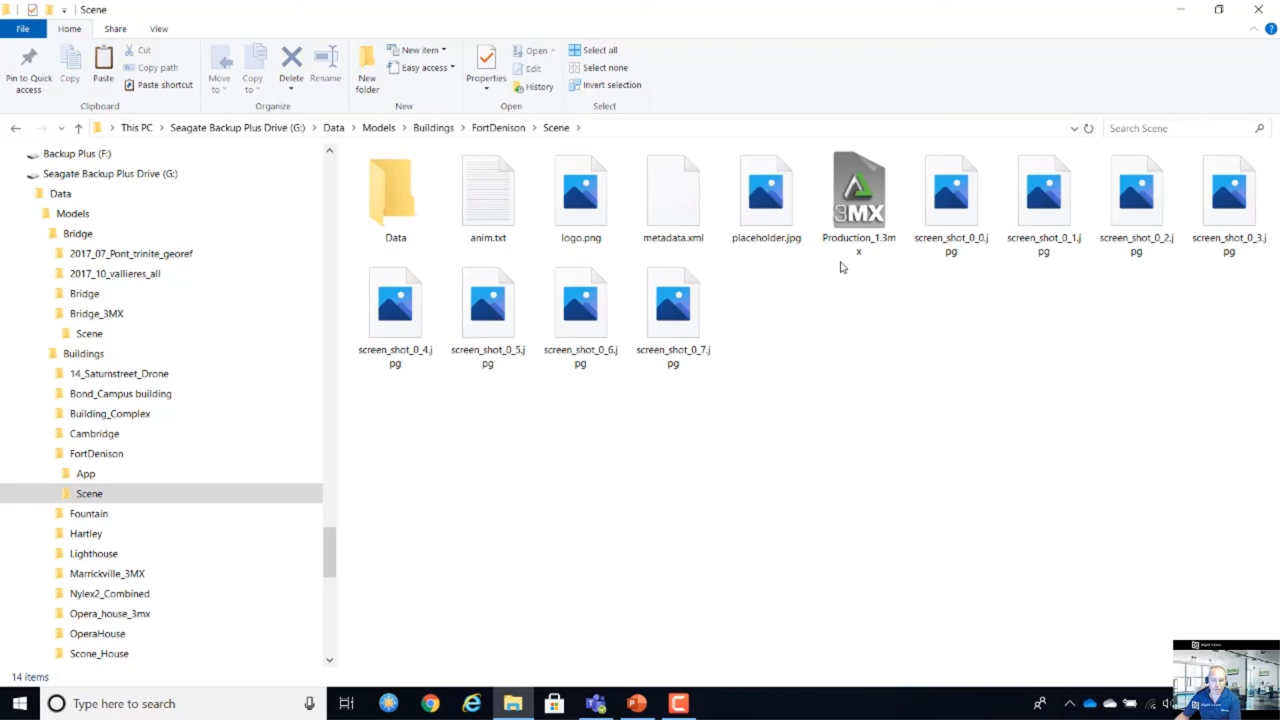 Scene
File
Home
Share
View
Pin to Quick
access
Copy
Paste
Cut
Copy path
Paste shortcut
Clipboard
Move
to
Copy
to
Delete
Rename
Organize
New
folder
New item
Easy access
New
Properties
Open
Edit
History
Open
Select all
Select none
Invert selection
Select
This PC
Seagate Backup Plus Drive (G:)
Data
Models
Buildings
FortDenison
Scene
Search Scene
Backup Plus (F:)
Seagate Backup Plus Drive (G:)
Data
Models
Bridge
2017_07_Pont_trinite_georef
2017_10_vallieres_all
Bridge
Bridge_3MX
Scene
Buildings
14_Saturnstreet_Drone
Bond_Campus building
Building_Complex
Cambridge
FortDenison
App
Scene
Fountain
Hartley
Lighthouse
Marrickville_3MX
Nylex2_Combined
Opera_house_3mx
OperaHouse
Scone_House
3MX
Data
anim.txt
logo.png
metadata.xml
placeholder.jpg
Production_1.3m
x
screen_shot_0_0.j
pg
screen_shot_0_1.j
pg
screen_shot_0_2.j
pg
screen_shot_0_3.j
pg
screen_shot_0_4.j
pg
screen_shot_0_5.j
pg
screen_shot_0_6.j
pg
screen_shot_0_7.j
pg
14 items
Type here to search